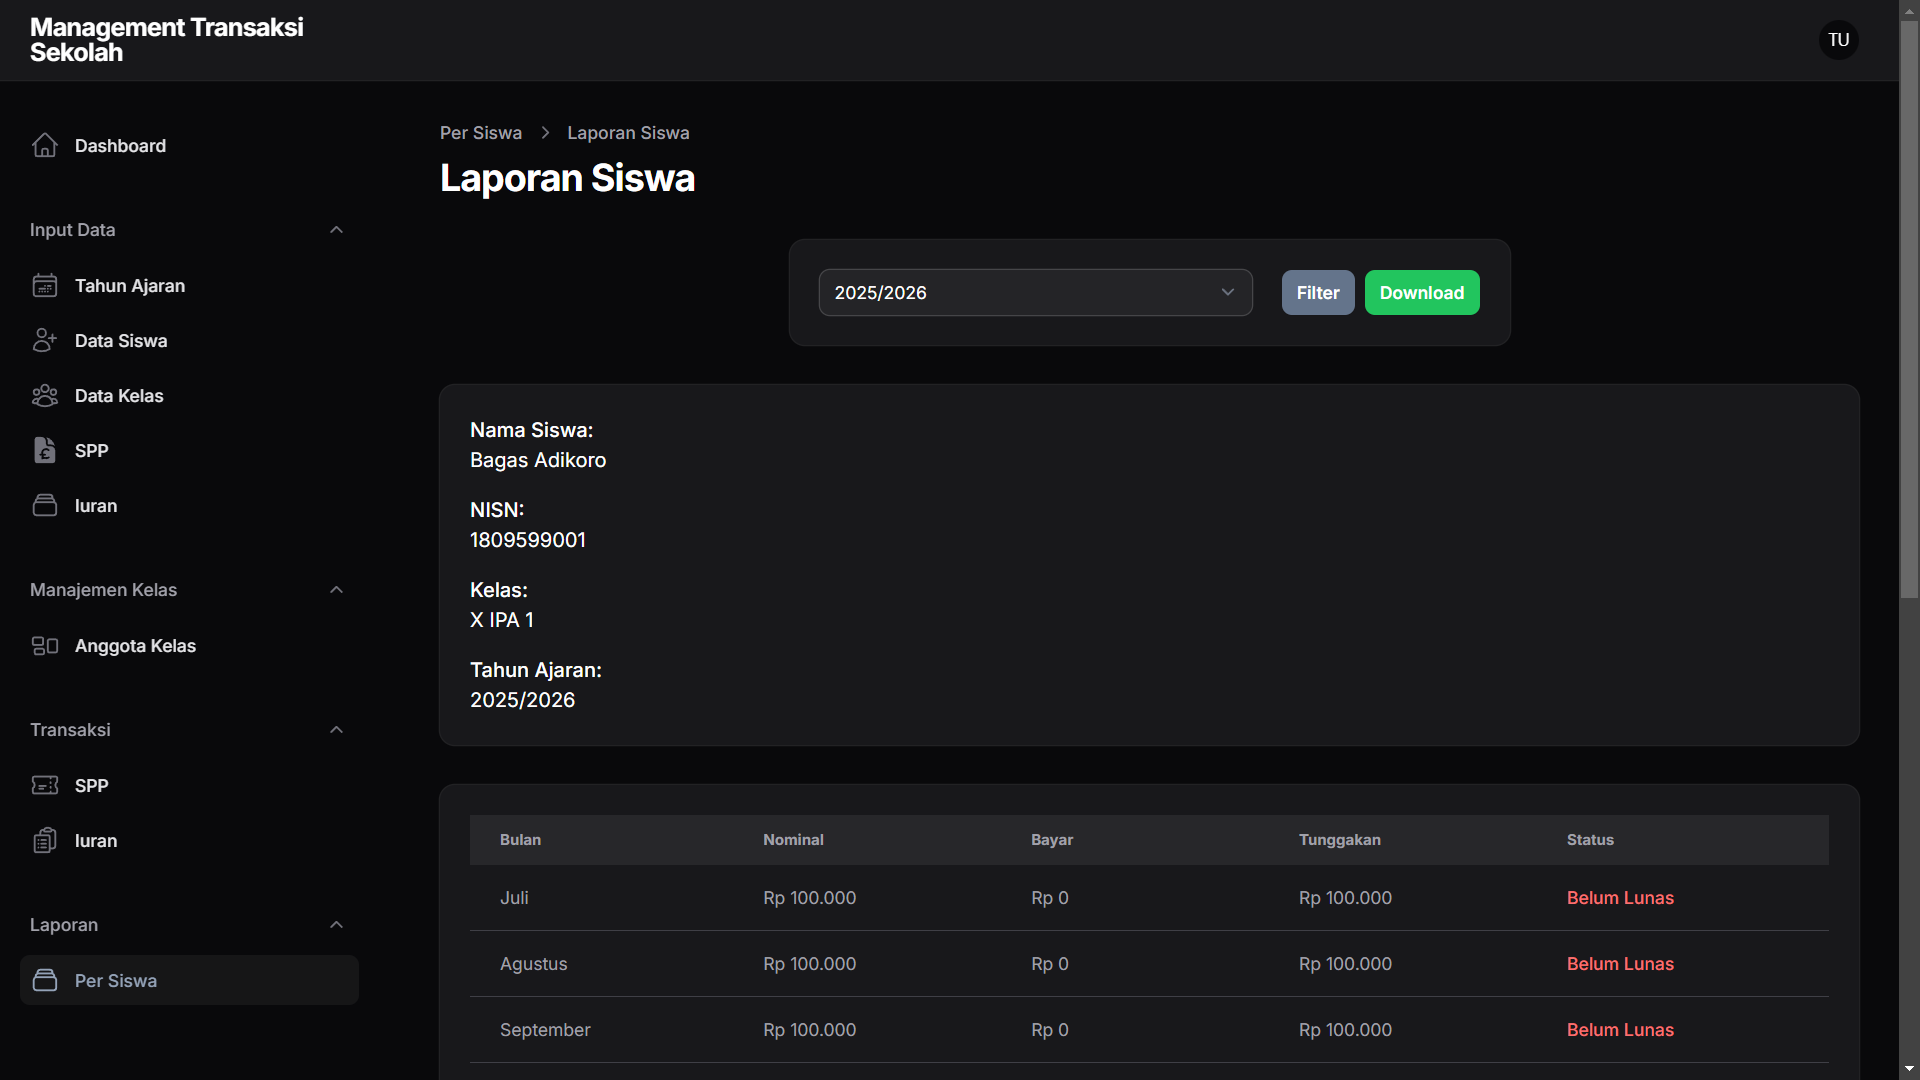 Management Transaksi
Sekolah
TU
Dashboard
Input Data
Tahun Ajaran
Data Siswa
Data Kelas
SPP
Iuran
Manajemen Kelas
Anggota Kelas
Transaksi
SPP
Iuran
Laporan
Per Siswa
Per Siswa > Laporan Siswa
Laporan Siswa
2025/2026
Filter
Download
Nama Siswa:
Bagas Adikoro
NISN:
1809599001
Kelas:
X IPA 1
Tahun Ajaran:
2025/2026
Bulan Nominal Bayar Tunggakan Status
Juli Rp 100.000 Rp 0 Rp 100.000 Belum Lunas
Agustus Rp 100.000 Rp 0 Rp 100.000 Belum Lunas
September Rp 100.000 Rp 0 Rp 100.000 Belum Lunas